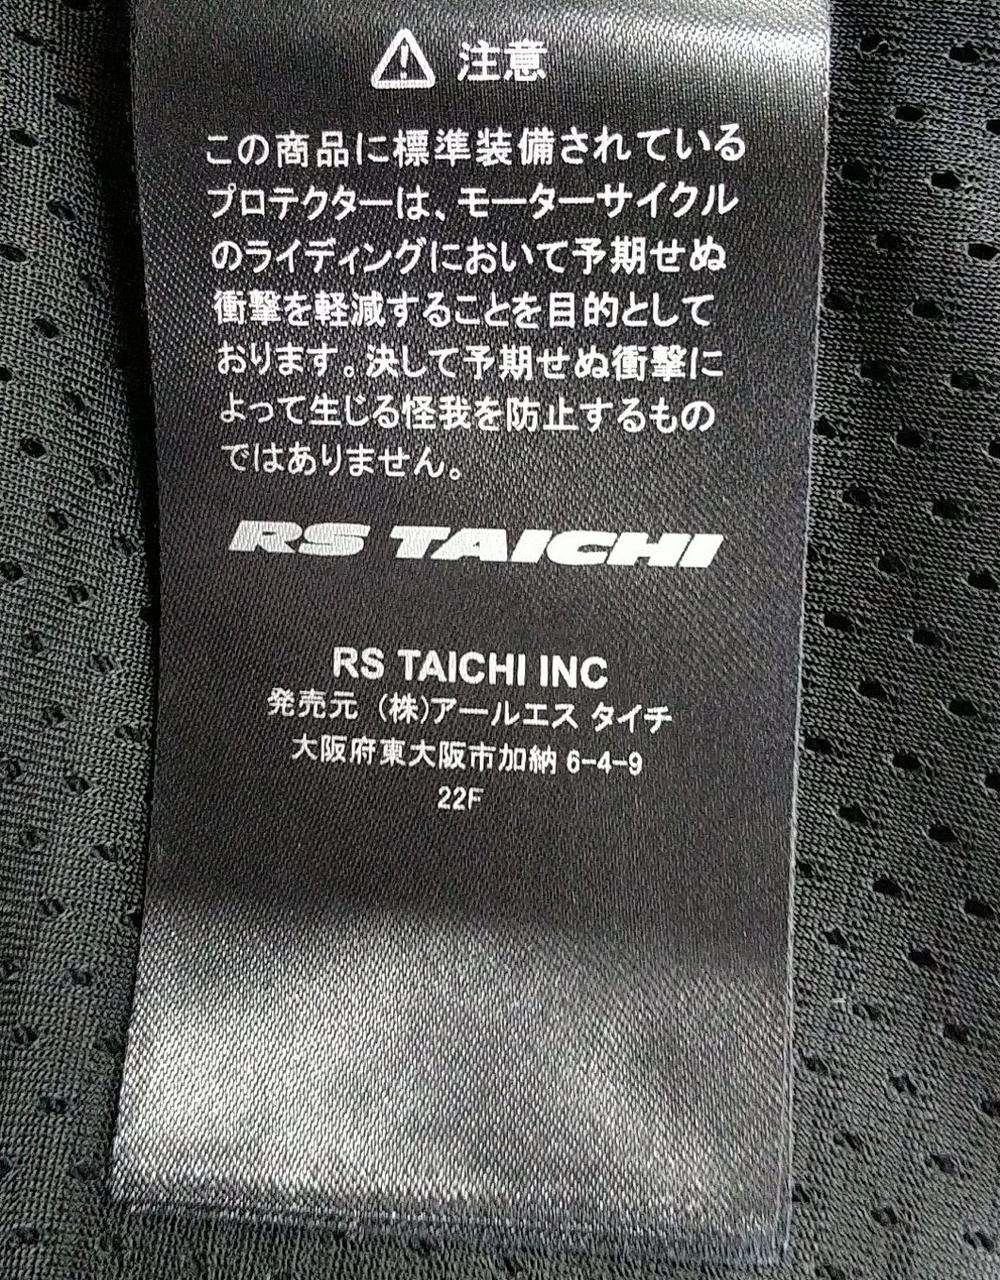 注意
この商品に標準装備されている
プロテクターは、モーターサイクル
のライディングにおいて予期せぬ
衝撃を軽減することを目的として
おります。決して予期せぬ衝撃に
よって生じる怪我を防止するもの
ではありません。
RS TAICHI
RS TAICHI INC
発売元 (株)アールエス タイチ
大阪府東大阪市加納 6-4-9
22F